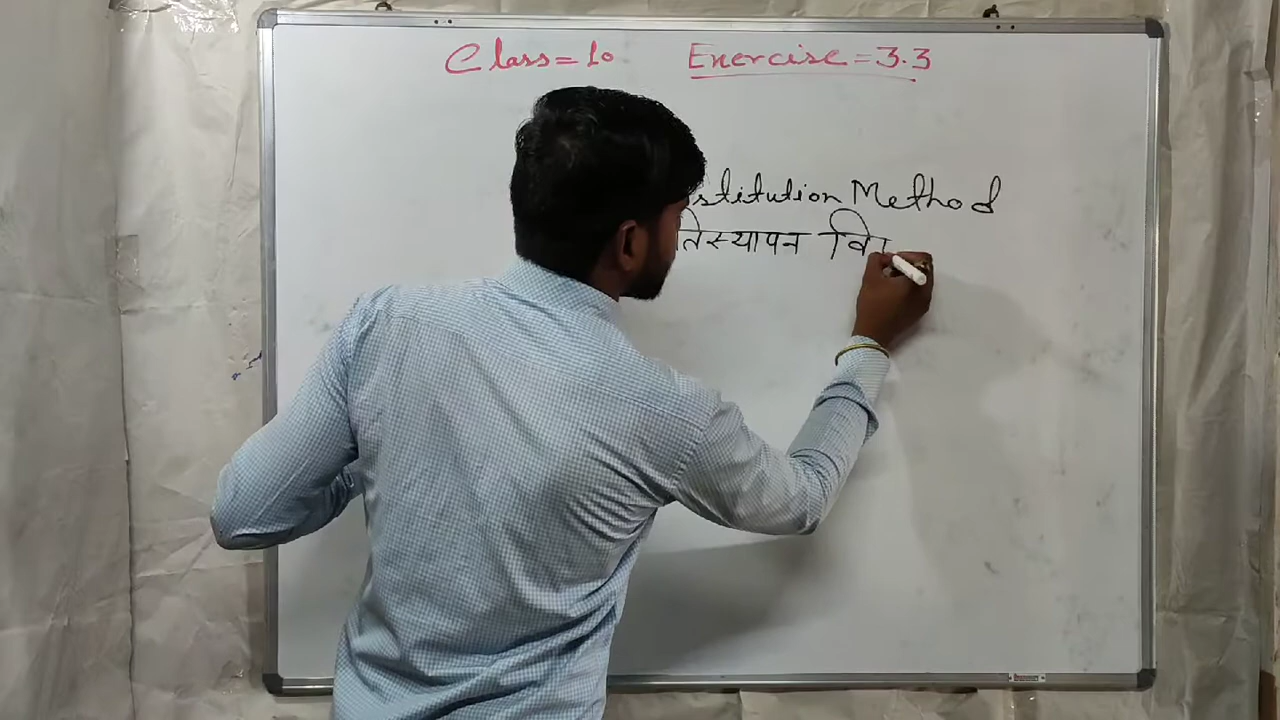 Class=10 Exercise=3.3
stitution Method
तिस्थापन वि